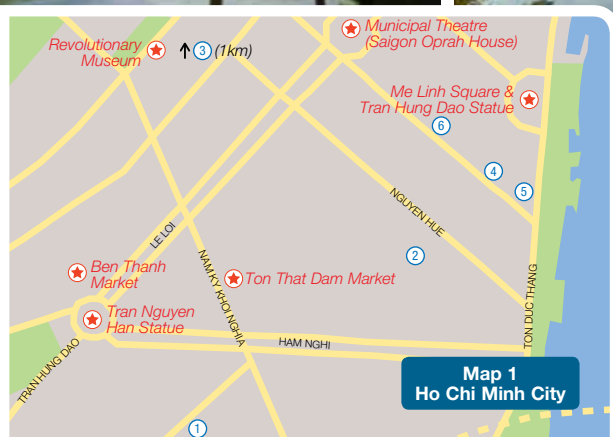 Revolutionary
Museum
3 (1km)
Municipal Theatre
(Saigon Oprah House)
Me Linh Square &
Tran Hung Dao Statue
6
4
5
NGUYEN HUE
LE LOI
2
Ben Thanh
Market
NAM KY KHOI NGHIA
Ton That Dam Market
TON DUC THANG
Tran Nguyen
Han Statue
HAM NGHI
TRAN HUNG DAO
Map 1
Ho Chi Minh City
1